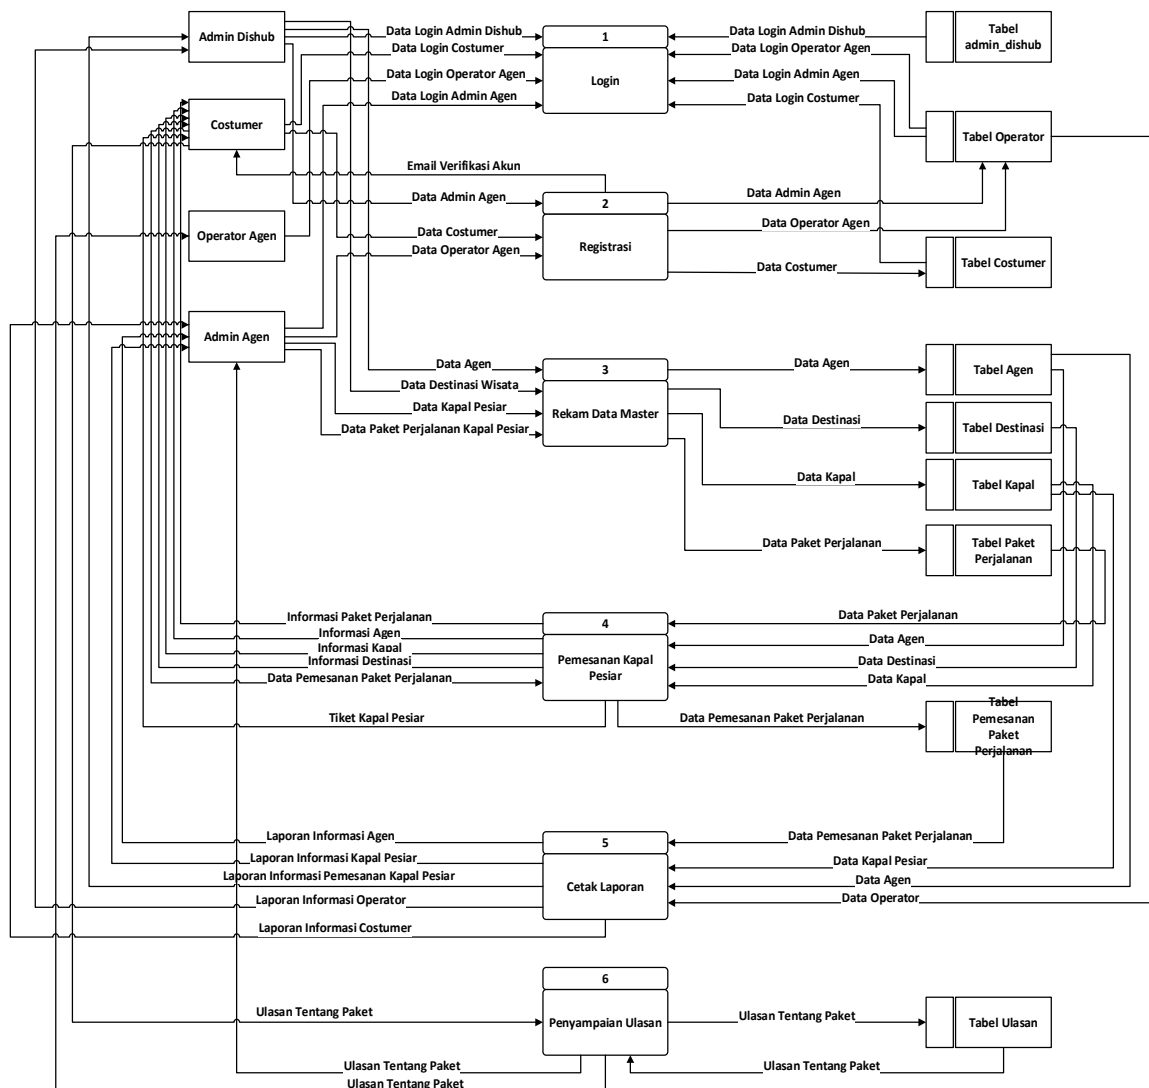 Admin Dishub
Data Login Admin Dishub
1
Data Login Admin Dishub
Tabel
admin_dishub
Data Login Costumer
Data Login Operator Agen
Data Login Operator Agen
Login
Data Login Admin Agen
Data Login Admin Agen
Data Login Costumer
Costumer
Tabel Operator
Email Verifikasi Akun
Data Admin Agen
2
Data Admin Agen
Operator Agen
Data Costumer
Data Operator Agen
Registrasi
Data Operator Agen
Data Costumer
Tabel Costumer
Admin Agen
Data Agen
3
Data Agen
Tabel Agen
Data Destinasi Wisata
Data Kapal Pesiar
Rekam Data Master
Data Destinasi
Tabel Destinasi
Data Paket Perjalanan Kapal Pesiar
Data Kapal
Tabel Kapal
Data Paket Perjalanan
Tabel Paket
Perjalanan
Informasi Paket Perjalanan
4
Data Paket Perjalanan
Informasi Agen
Informasi Kapal
Informasi Destinasi
Data Pemesanan Paket Perjalanan
Pemesanan Kapal
Pesiar
Data Agen
Data Destinasi
Data Kapal
Tiket Kapal Pesiar
Data Pemesanan Paket Perjalanan
Tabel
Pemesanan
Paket
Perjalanan
Laporan Informasi Agen
5
Data Pemesanan Paket Perjalanan
Laporan Informasi Kapal Pesiar
Data Kapal Pesiar
Laporan Informasi Pemesanan Kapal Pesiar
Cetak Laporan
Data Agen
Laporan Informasi Operator
Data Operator
Laporan Informasi Costumer
6
Ulasan Tentang Paket
Penyampaian Ulasan
Ulasan Tentang Paket
Tabel Ulasan
Ulasan Tentang Paket
Ulasan Tentang Paket
Ulasan Tentang Paket